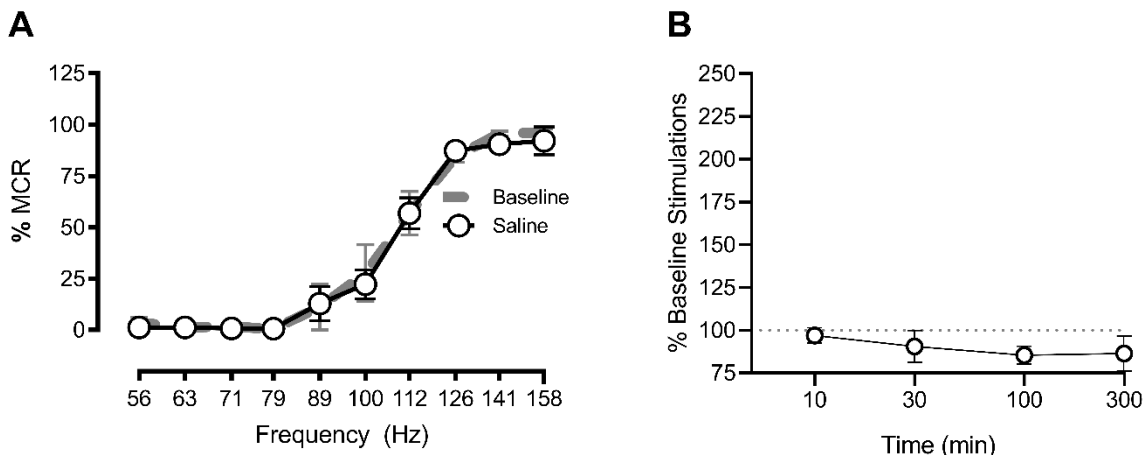 A
% MCR
125
100
75
50
25
0
56 63 71 79 89 100 112 126 141 158
Frequency (Hz)
Baseline
Saline
B
% Baseline Stimulations
250
225
200
175
150
125
100
75
10 30 100 300
Time (min)